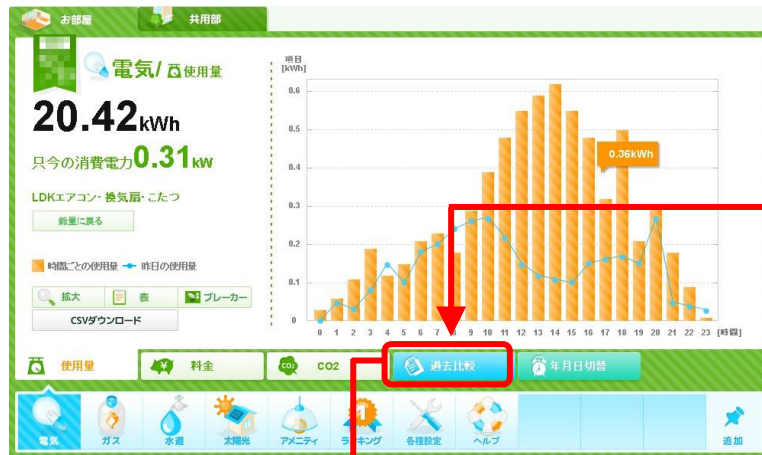 お部屋
共用部
電気/使用量
20.42kWh
只今の消費電力0.31kW
LDKエアコン・換気扇・こたつ
総量に戻る
時間ごとの使用量
昨日の使用量
拡大
表
ブレーカー
CSVダウンロード
項目
[kWh]
0.6
0.5
0.4
0.3
0.2
0.1
0
0.36kWh
0 1 2 3 4 5 6 7 8 9 10 11 12 13 14 15 16 17 18 19 20 21 22 23 [時間]
使用量
料金
CO2
CO2
過去比較
年月日切替
電気
ガス
水道
太陽光
アメニティ
ランキング
各種設定
ヘルプ
追加